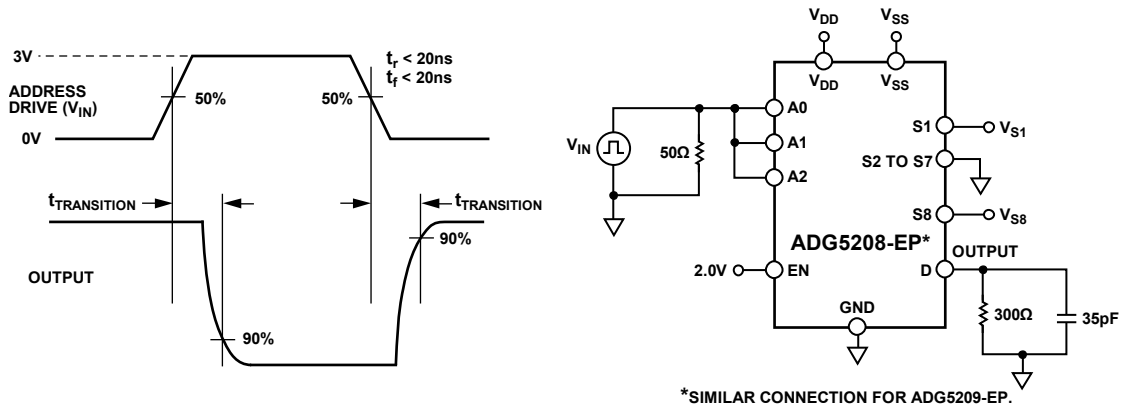 3V
ADDRESS
DRIVE (VIN)
0V
50%
50%
tr < 20ns
tf < 20ns
tTRANSITION
tTRANSITION
90%
90%
OUTPUT
VDD
VSS
VDD
VSS
A0
A1
A2
VIN
50Ω
S1
VS1
S2 TO S7
S8
VS8
ADG5208-EP*
OUTPUT
2.0V
EN
D
GND
300Ω
35pF
*SIMILAR CONNECTION FOR ADG5209-EP.